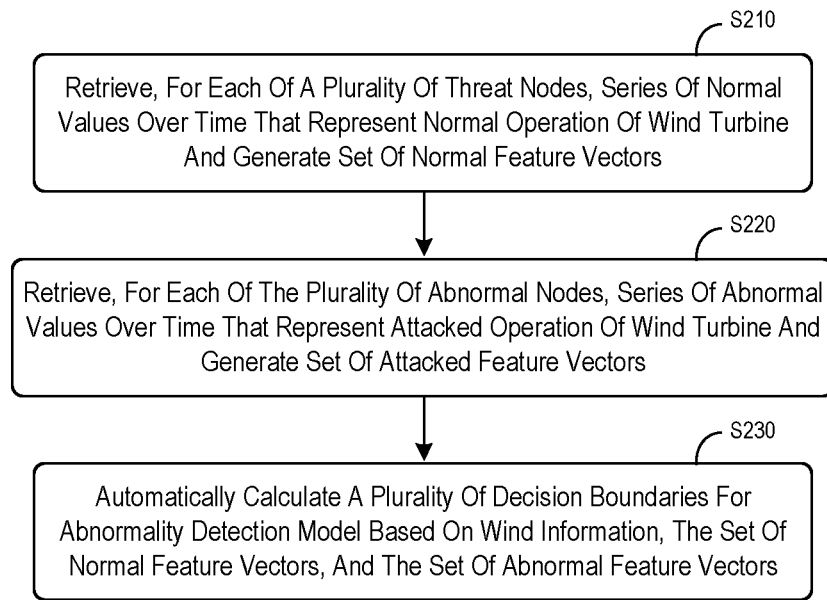 S210
Retrieve, For Each Of A Plurality Of Threat Nodes, Series Of Normal
Values Over Time That Represent Normal Operation Of Wind Turbine
And Generate Set Of Normal Feature Vectors
S220
Retrieve, For Each Of The Plurality Of Abnormal Nodes, Series Of Abnormal
Values Over Time That Represent Attacked Operation Of Wind Turbine And
Generate Set Of Attacked Feature Vectors
S230
Automatically Calculate A Plurality Of Decision Boundaries For
Abnormality Detection Model Based On Wind Information, The Set Of
Normal Feature Vectors, And The Set Of Abnormal Feature Vectors